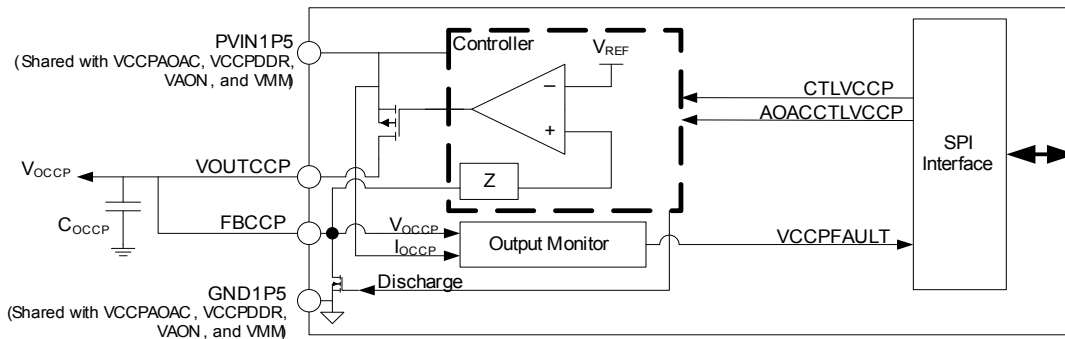 PVIN1P5
(Shared with VCCPAOAC, VCCPDDR,
VAON, and VMM)
Controller
VREF
−
+
Z
CTLVCCP
AOACCTLVCCP
SPI
Interface
VOCCP
VOUTCCP
COCCP
FBCCP
VOCCP
IOCCP
Output Monitor
VCCPFAULT
Discharge
GND1P5
(Shared with VCCPAOAC, VCCPDDR,
VAON, and VMM)